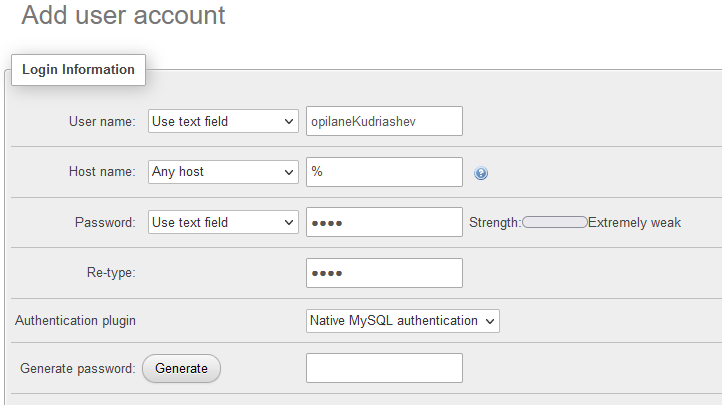 Add user account
Login Information
User name: Use text field opilaneKudriashev
Host name: Any host %
Password: Use text field •••• Strength: Extremely weak
Re-type: ••••
Authentication plugin Native MySQL authentication
Generate password: Generate